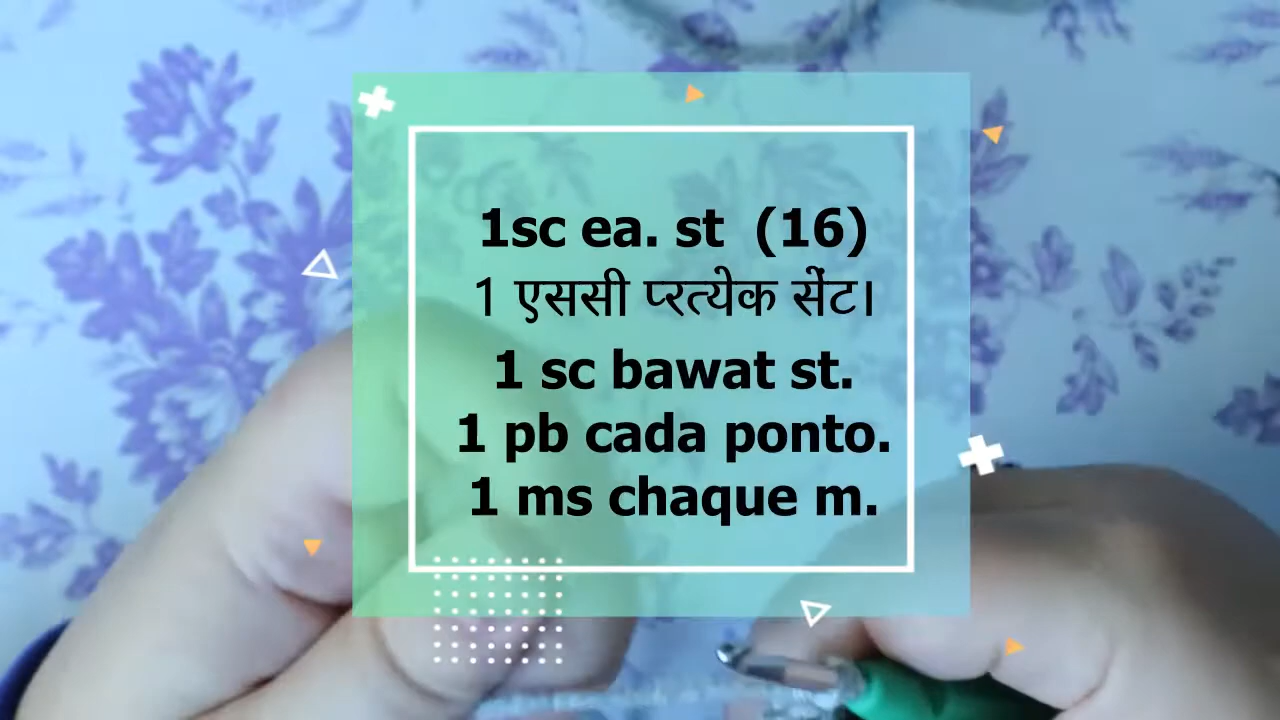 1sc ea. st (16)
1 एससी प्रत्येक सेंट।
1 sc bawat st.
1 pb cada ponto.
1 ms chaque m.